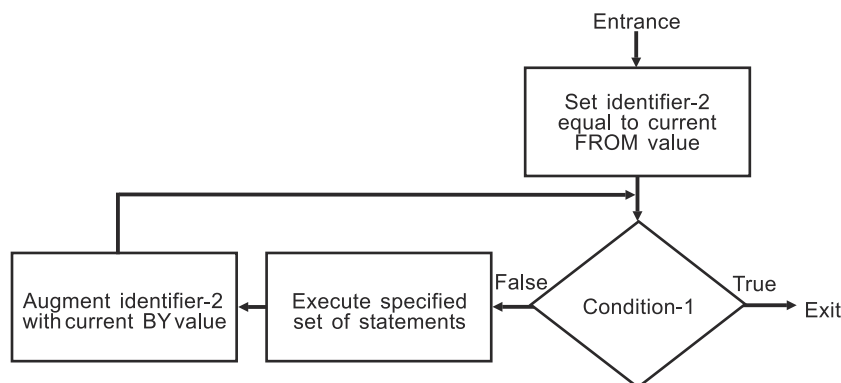 Entrance
Set identifier-2
equal to current
FROM value
False
True
Augment identifier-2
with current BY value
Execute specified
set of statements
Condition-1
Exit